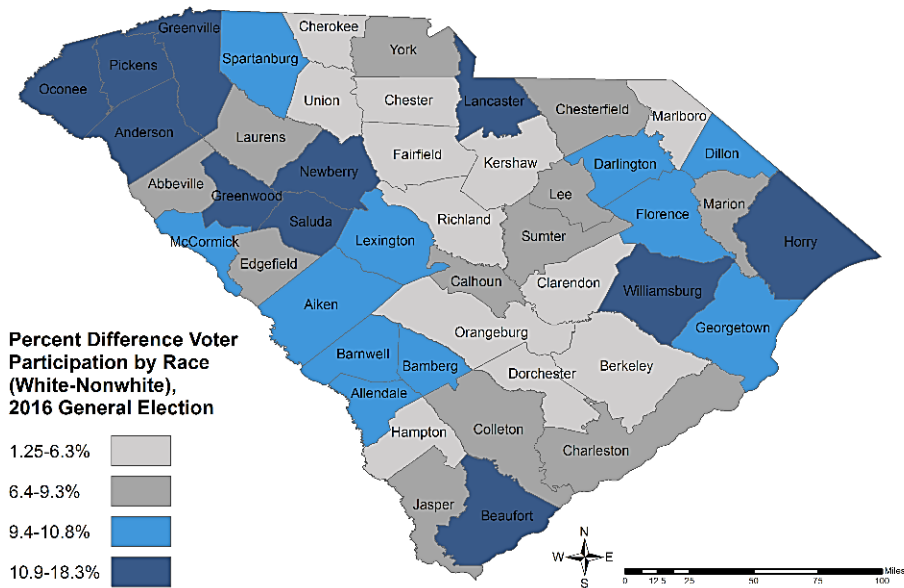 Cherokee
Greenville
York
Spartanburg
Pickens
Oconee
Union
Chester
Lancaster
Chesterfield
Marlboro
Anderson
Laurens
Fairfield
Kershaw
Darlington
Dillon
Newberry
Abbeville
Greenwood
Lee
Marion
Richland
Florence
Saluda
Horry
McCormick
Lexington
Sumter
Edgefield
Calhoun
Clarendon
Williamsburg
Aiken
Georgetown
Orangeburg
Barnwell
Bamberg
Dorchester
Berkeley
Allendale
Hampton
Colleton
Charleston
Jasper
Beaufort
Percent Difference Voter
Participation by Race
(White-Nonwhite),
2016 General Election
1.25-6.3%
6.4-9.3%
9.4-10.8%
10.9-18.3%
N
W E
S
Miles
0 12.5 25 50 75 100